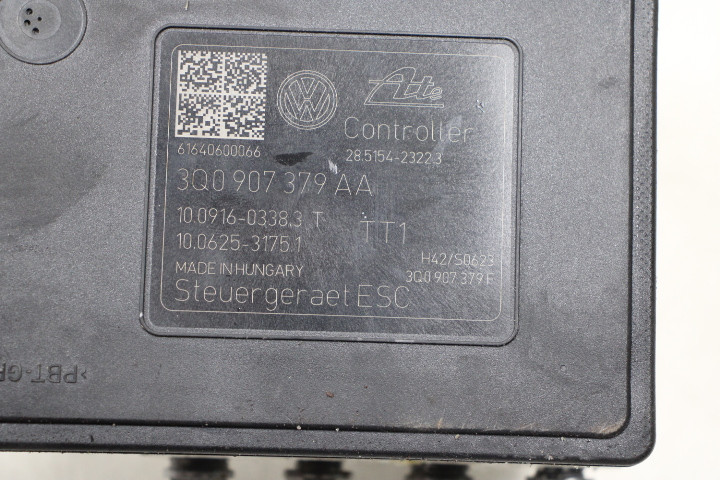 Ate
Controller
61640600066
28.5154-2322.3
3Q0 907 379 AA
10.0916-0338.3 T
TT1
10.0625-3175.1
H42/S0623
MADE IN HUNGARY
3Q0 907 379 F
Steuergeraet ESC
>PBT-GF